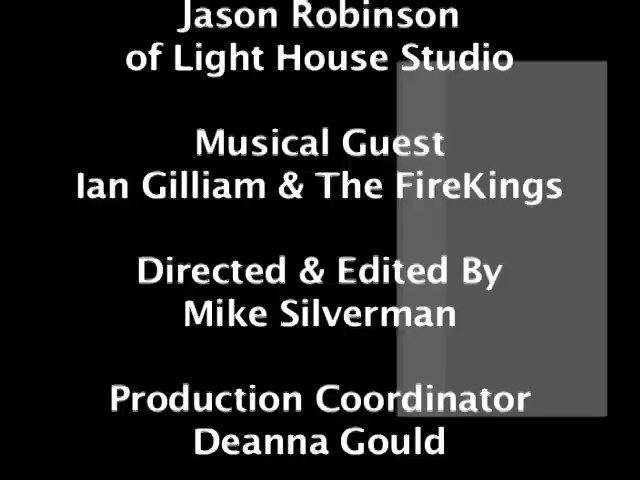 Jason Robinson
of Light House Studio
Musical Guest
Ian Gilliam & The FireKings
Directed & Edited By
Mike Silverman
Production Coordinator
Deanna Gould